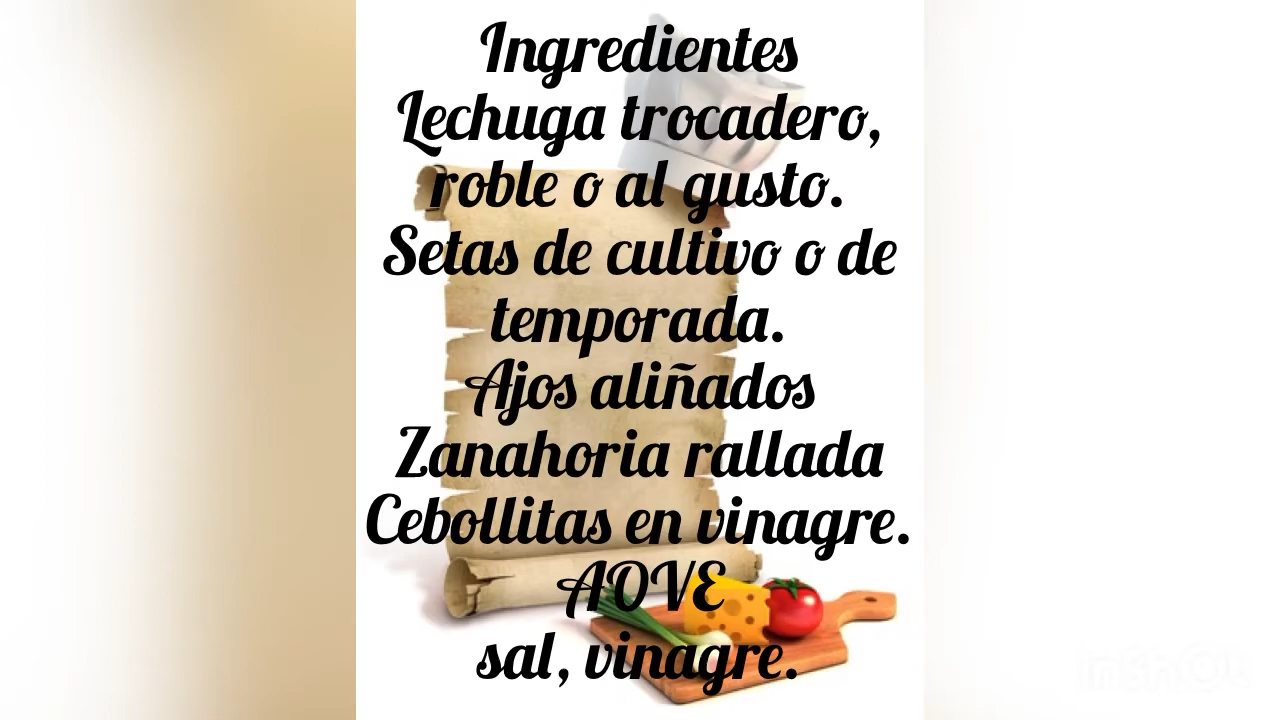 Ingredientes
Lechuga trocadero,
roble o al gusto.
Setas de cultivo o de
temporada.
Ajos aliñados
Zanahoria rallada
Cebollitas en vinagre.
AOVE
sal, vinagre.